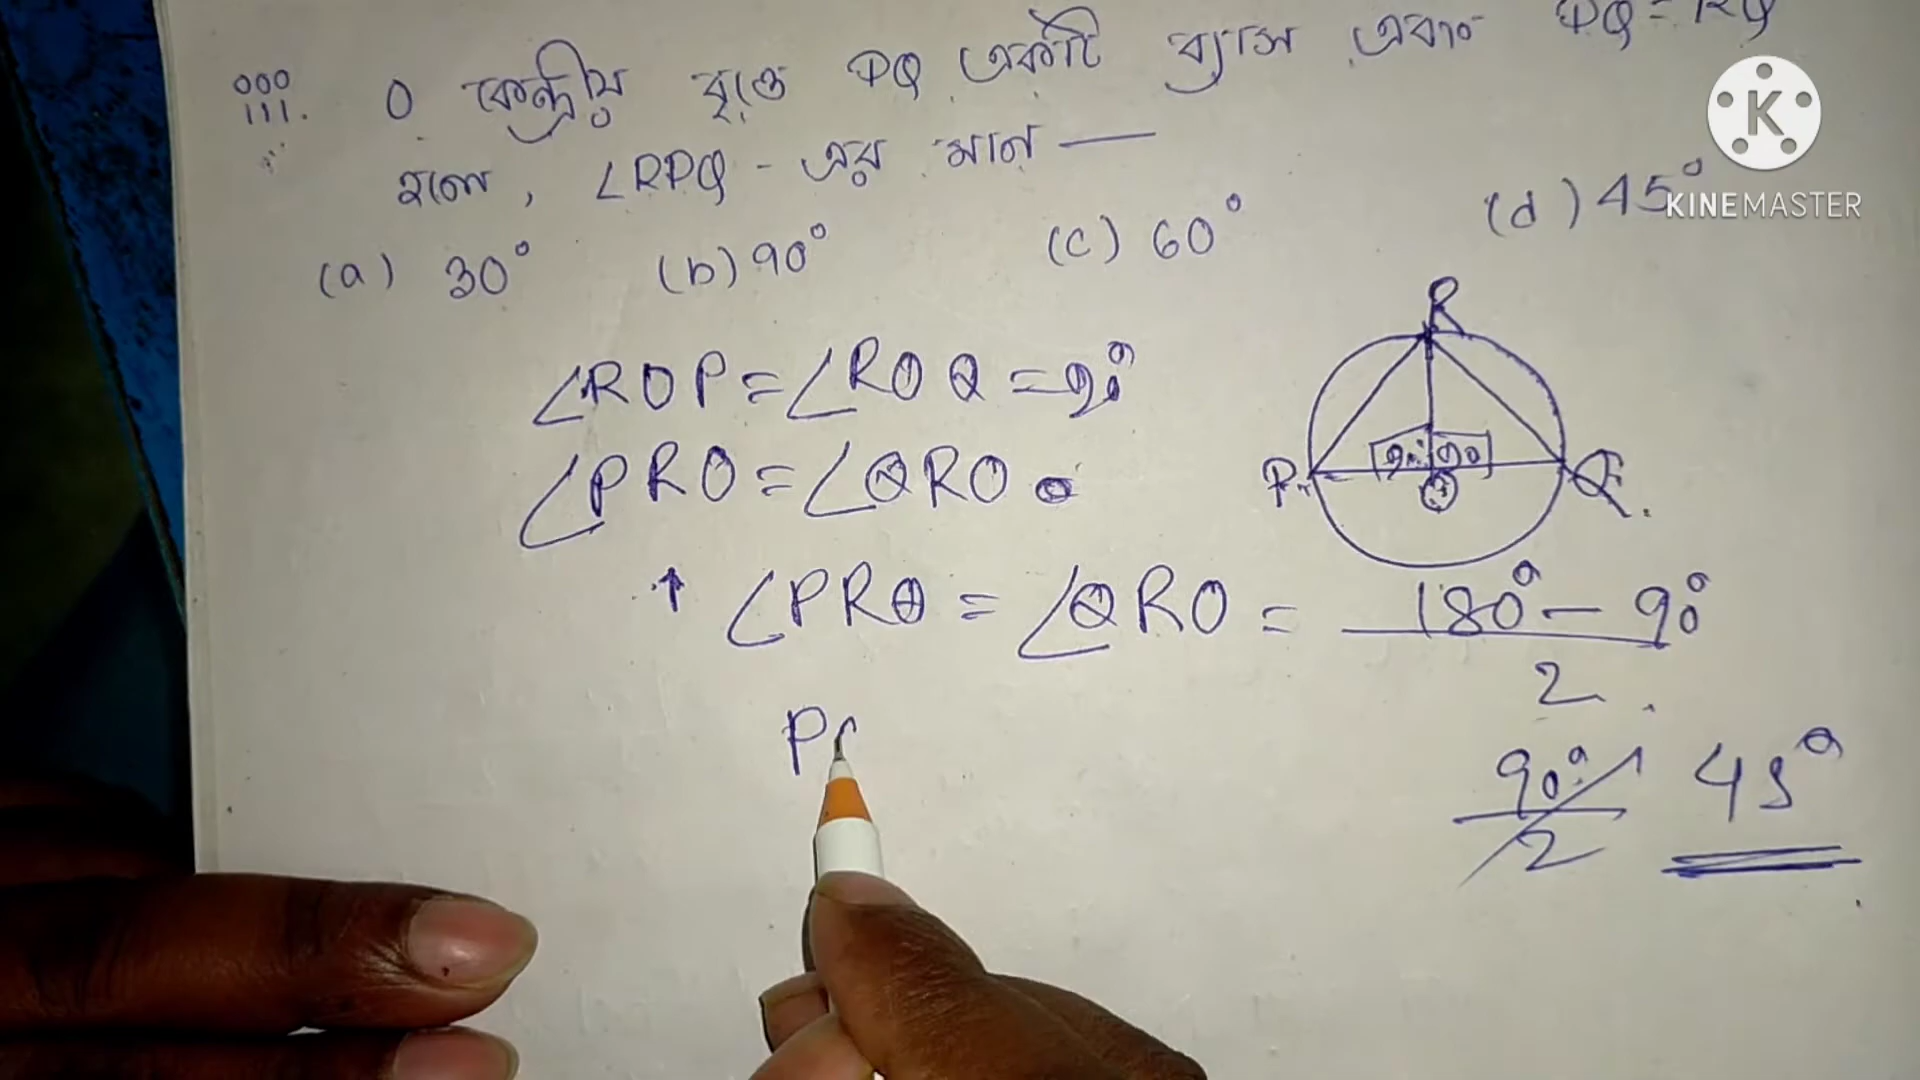 iii. O কেন্দ্রীয় বৃত্তে PQ একটি ব্যাস এবং PQ = RQ
হলে, ∠RPQ - এর মান —
(a) 30° (b) 90° (c) 60° (d) 45°
K
KINEMASTER
R
∠ROP = ∠ROQ = 90°
90 90
P
O
Q
∠PRO = ∠QRO
∠PRO = ∠QRO = 180° - 90°
2
P
90°
2
45°